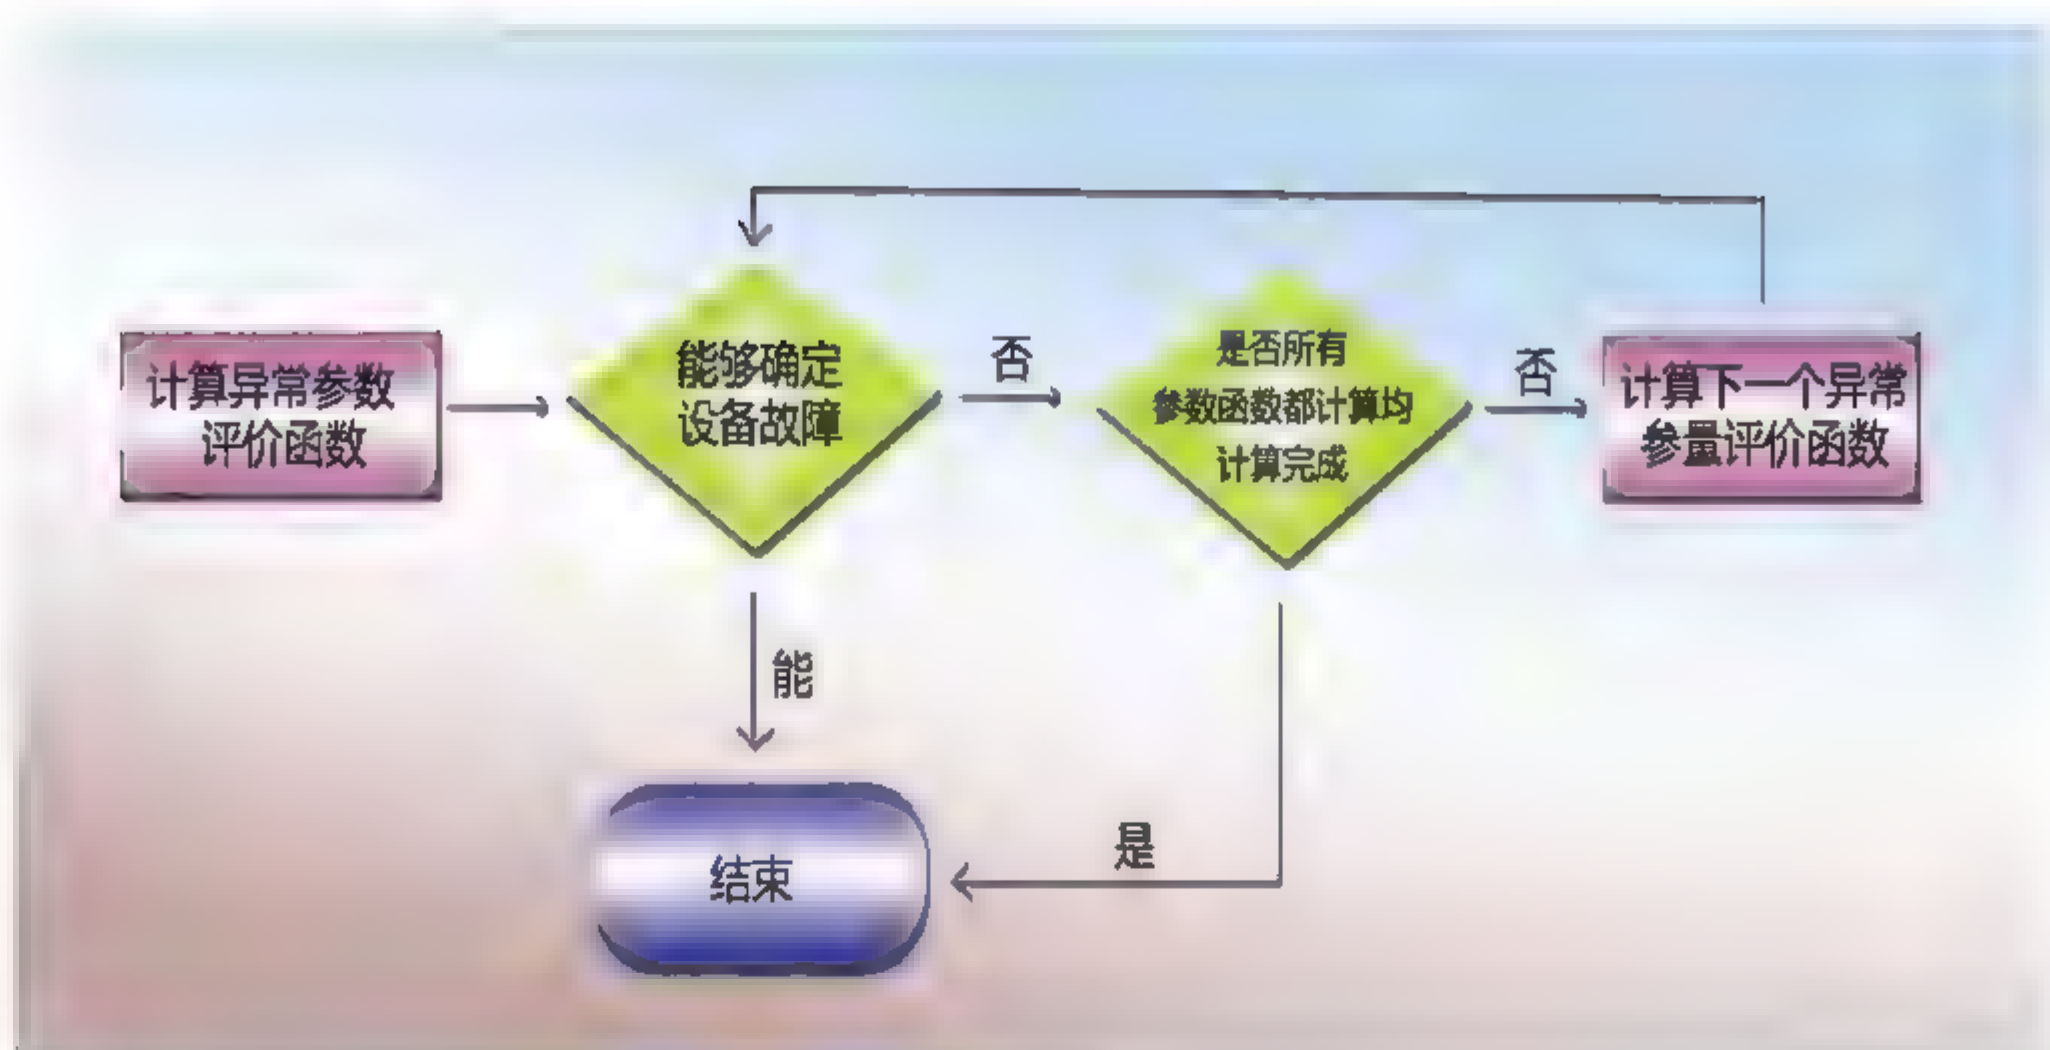 计算异常参数
评价函数
能够确定
设备故障
否
是否所有
参数函数都计算均
计算完成
否
计算下一个异常
参量评价函数
能
是
结束